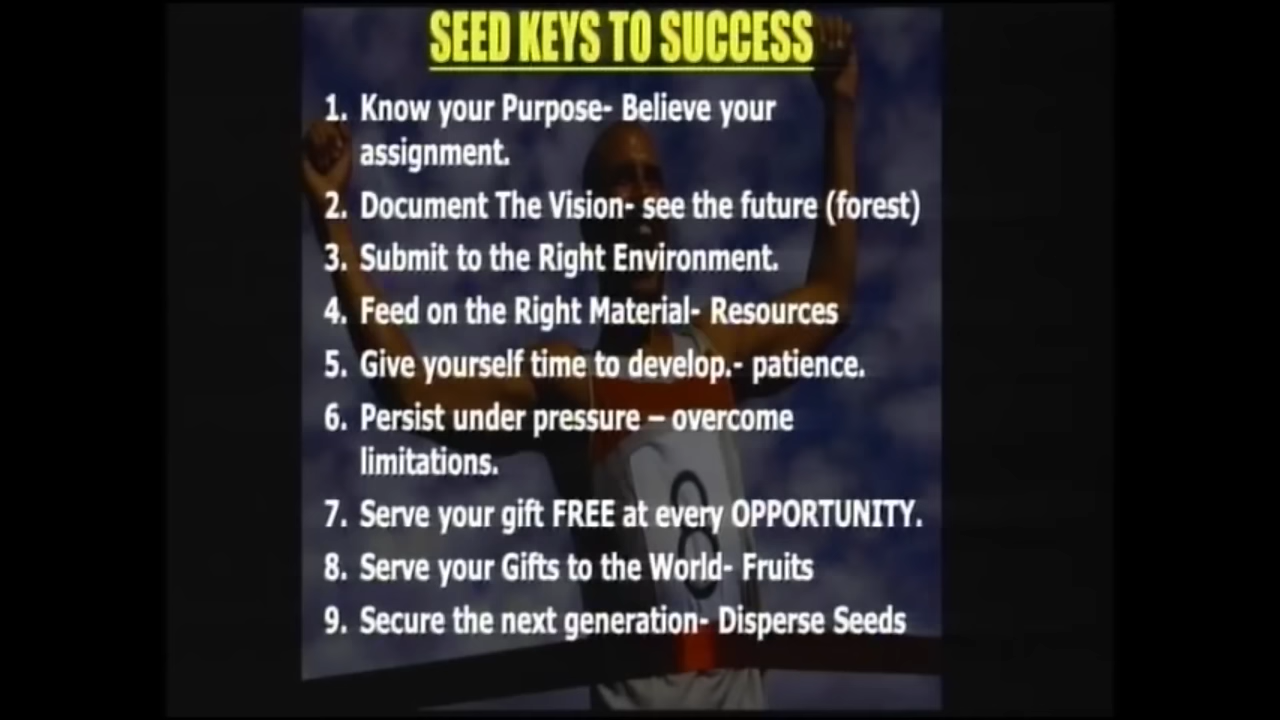 SEED KEYS TO SUCCESS
1. Know your Purpose- Believe your
assignment.
2. Document The Vision- see the future (forest)
3. Submit to the Right Environment.
4. Feed on the Right Material- Resources
5. Give yourself time to develop.- patience.
6. Persist under pressure – overcome
limitations.
7. Serve your gift FREE at every OPPORTUNITY.
8. Serve your Gifts to the World- Fruits
9. Secure the next generation- Disperse Seeds
8